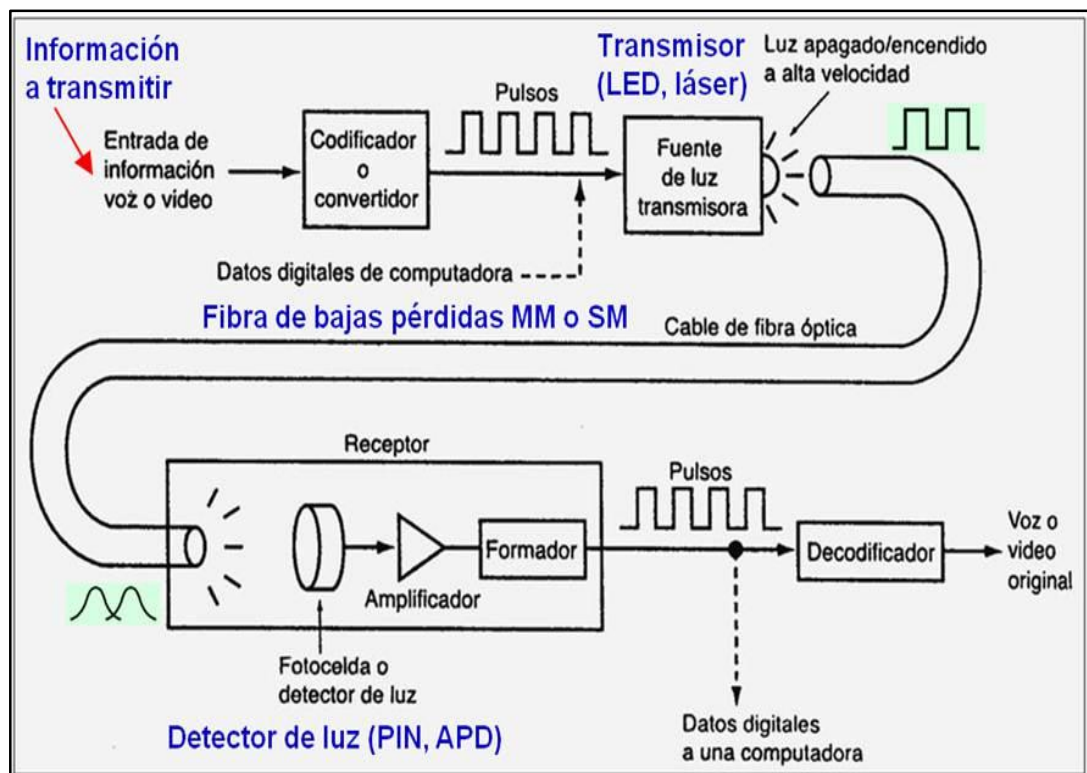 Información
a transmitir
Transmisor
(LED, láser)
Luz apagado/encendido
a alta velocidad
Pulsos
Entrada de
información
voz o video
Codificador
o
convertidor
Fuente
de luz
transmisora
Datos digitales de computadora
Fibra de bajas pérdidas MM o SM
Cable de fibra óptica
Receptor
Pulsos
Formador
Amplificador
Decodificador
Voz o
video
original
Fotocelda o
detector de luz
Detector de luz (PIN, APD)
Datos digitales
a una computadora